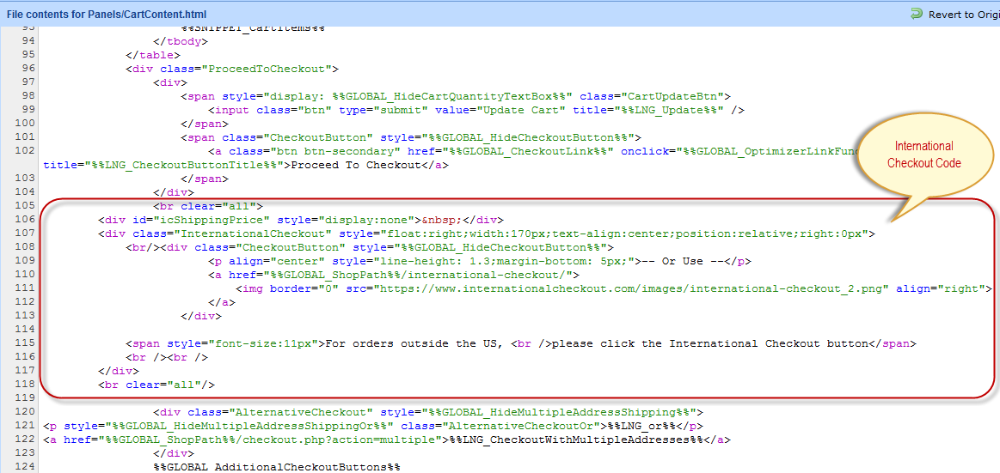 File contents for Panels/CartContent.html
Revert to Origi
93 %%SNIPPET_CartItems%%
94 </tbody>
95 </table>
96 <div class="ProceedToCheckout">
97 <div>
98 <span style="display: %%GLOBAL_HideCartQuantityTextBox%%" class="CartUpdateBtn">
99 <input class="btn" type="submit" value="Update Cart" title="%%LNG_Update%%" />
100 </span>
101 <span class="CheckoutButton" style="%%GLOBAL_HideCheckoutButton%%">
102 <a class="btn btn-secondary" href="%%GLOBAL_CheckoutLink%%" onclick="%%GLOBAL_OptimizerLinkFunc
title="%%LNG_CheckoutButtonTitle%%">Proceed To Checkout</a>
103 </span>
104 </div>
International
Checkout Code
105 <br clear="all">
106 <div id="icShippingPrice" style="display:none">&nbsp;</div>
107 <div class="InternationalCheckout" style="float:right;width:170px;text-align:center;position:relative;right:0px">
108 <br/><div class="CheckoutButton" style="%%GLOBAL_HideCheckoutButton%%">
109 <p align="center" style="line-height: 1.3;margin-bottom: 5px;">-- Or Use --</p>
110 <a href="%%GLOBAL_ShopPath%%/international-checkout/">
111 <img border="0" src="https://www.internationalcheckout.com/images/international-checkout_2.png" align="right">
112 </a>
113 </div>
114
115 <span style="font-size:11px">For orders outside the US, <br />please click the International Checkout button</span>
116 <br /><br />
117 </div>
118 <br clear="all"/>
119
120 <div class="AlternativeCheckout" style="%%GLOBAL_HideMultipleAddressShipping%%">
121 <p style="%%GLOBAL_HideMultipleAddressShippingOr%%" class="AlternativeCheckoutOr">%%LNG_or%%</p>
122 <a href="%%GLOBAL_ShopPath%%/checkout.php?action=multiple">%%LNG_CheckoutWithMultipleAddresses%%</a>
123 </div>
124 %%GLOBAL_AdditionalCheckoutButtons%%